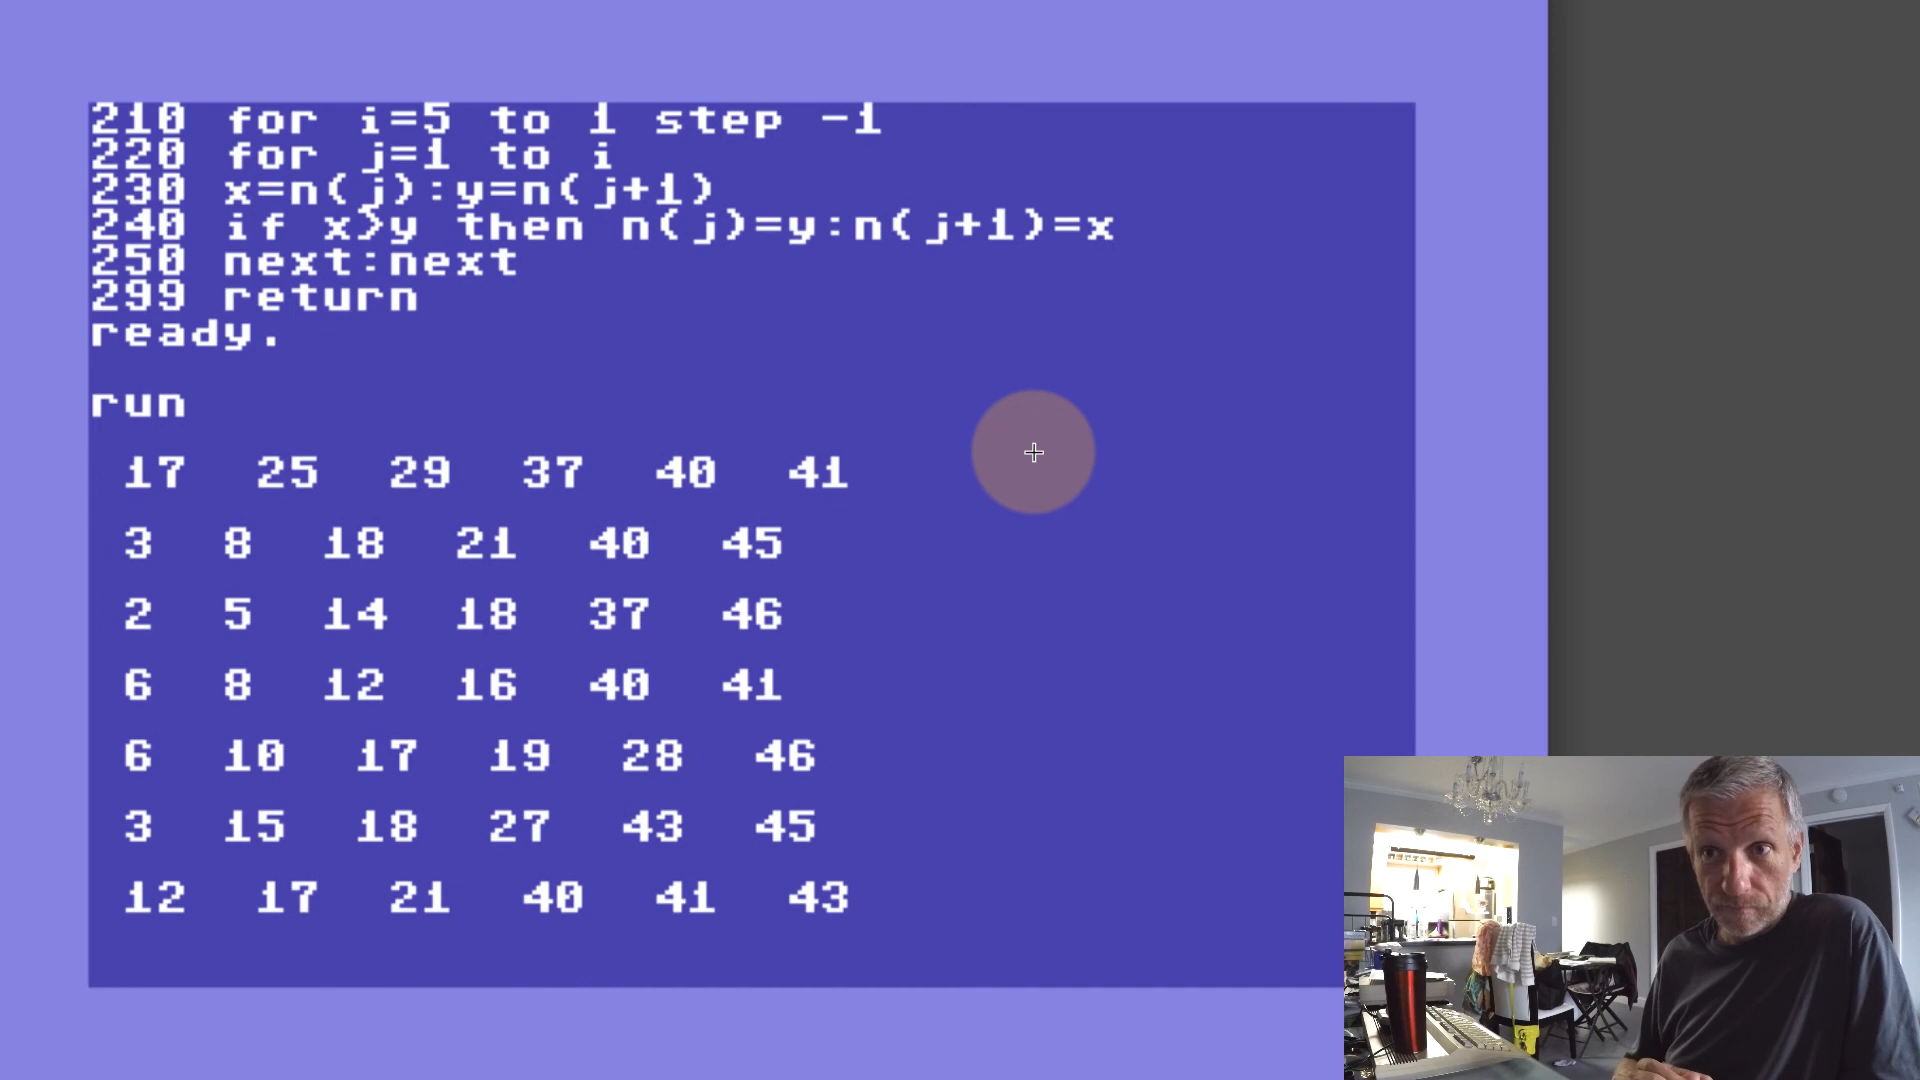 210 for i=5 to 1 step -1
220 for j=1 to i
230 x=n(j):y=n(j+1)
240 if x>y then n(j)=y:n(j+1)=x
250 next:next
299 return
ready.
run
17 25 29 37 40 41
3 8 18 21 40 45
2 5 14 18 37 46
6 8 12 16 40 41
6 10 17 19 28 46
3 15 18 27 43 45
12 17 21 40 41 43